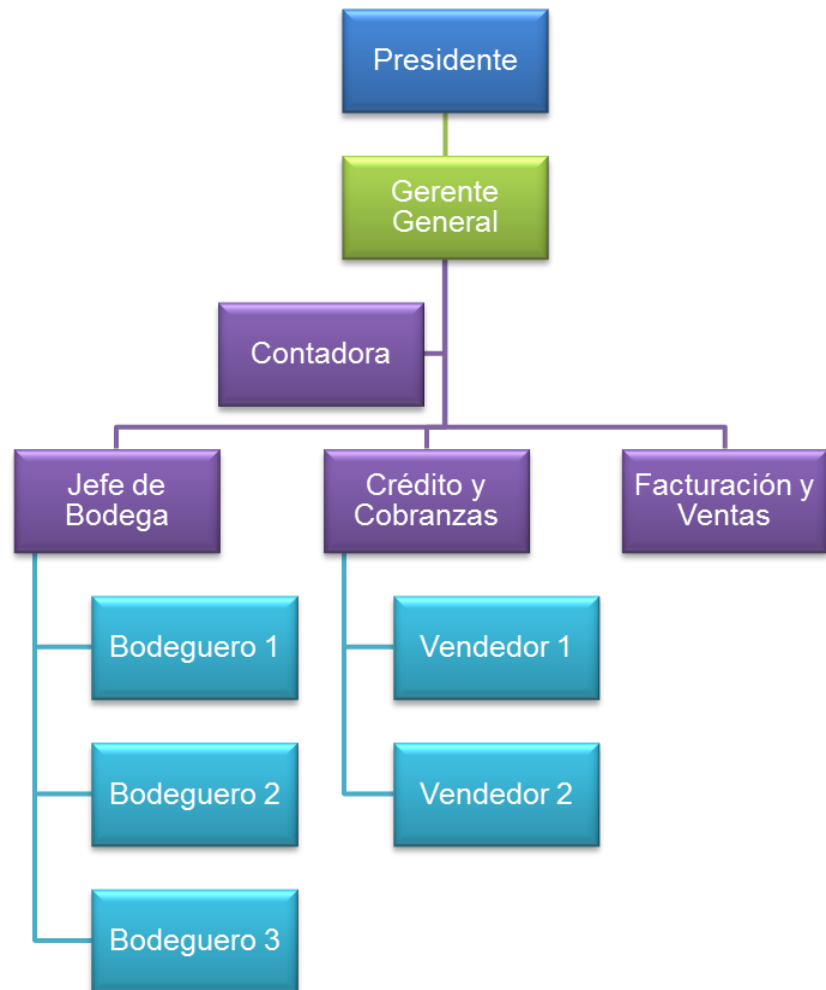 Presidente
Gerente
General
Contadora
Jefe de
Bodega
Crédito y
Cobranzas
Facturación y
Ventas
Bodeguero 1
Vendedor 1
Bodeguero 2
Vendedor 2
Bodeguero 3